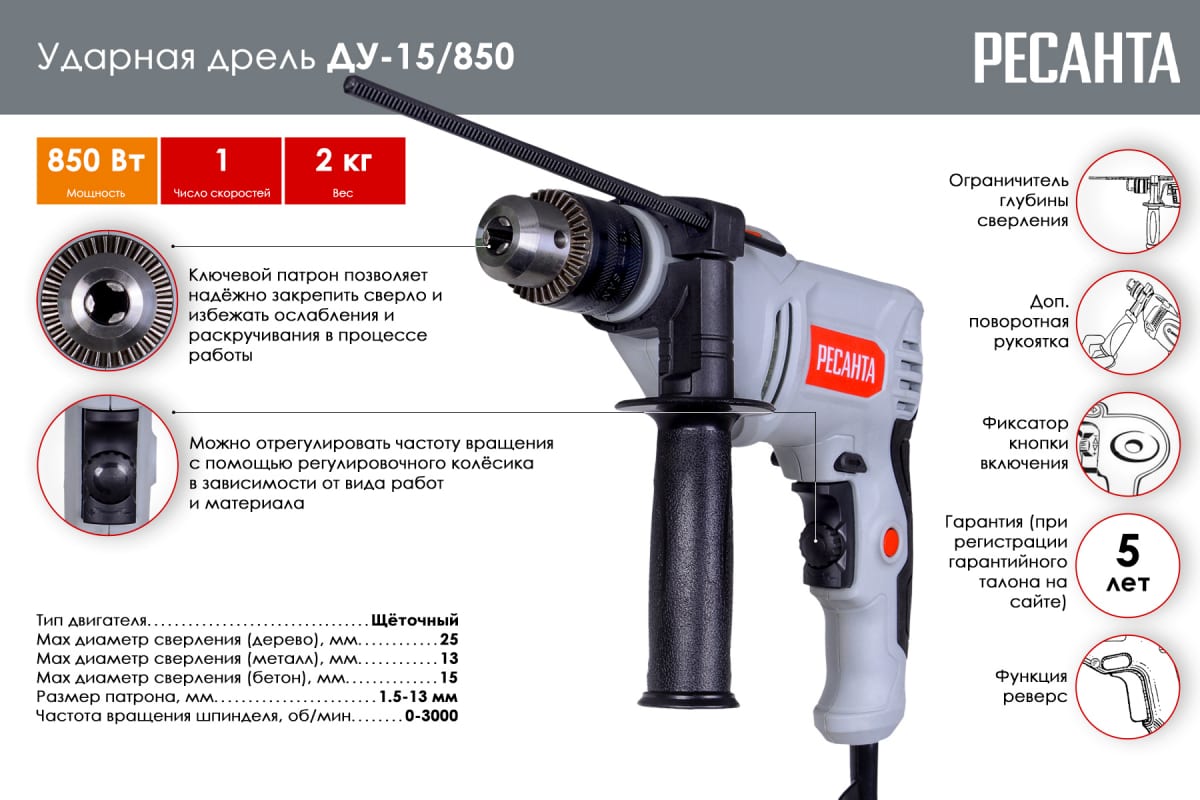 Ударная дрель ДУ-15/850
РЕСАНТА
850 Вт
Мощность
1
Число скоростей
2 кг
Вес
Ключевой патрон позволяет
надёжно закрепить сверло и
избежать ослабления и
раскручивания в процессе
работы
Можно отрегулировать частоту вращения
с помощью регулировочного колёсика
в зависимости от вида работ
и материала
Тип двигателя Щёточный
Мах диаметр сверления (дерево), мм 25
Мах диаметр сверления (металл), мм 13
Мах диаметр сверления (бетон), мм 15
Размер патрона, мм 1.5-13 мм
Частота вращения шпинделя, об/мин 0-3000
РЕСАНТА
Ограничитель
глубины
сверления
Доп.
поворотная
рукоятка
Фиксатор
кнопки
включения
Гарантия (при
регистрации
гарантийного
талона на
сайте)
5
лет
Функция
реверс